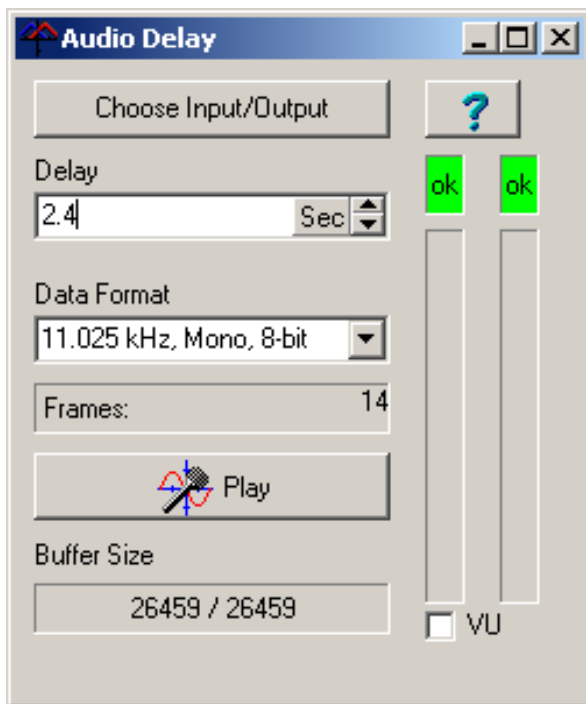 Audio Delay
Choose Input/Output
?
Delay
ok ok
2.4 Sec
Data Format
11.025 kHz, Mono, 8-bit
Frames: 14
Play
Buffer Size
26459 / 26459
VU